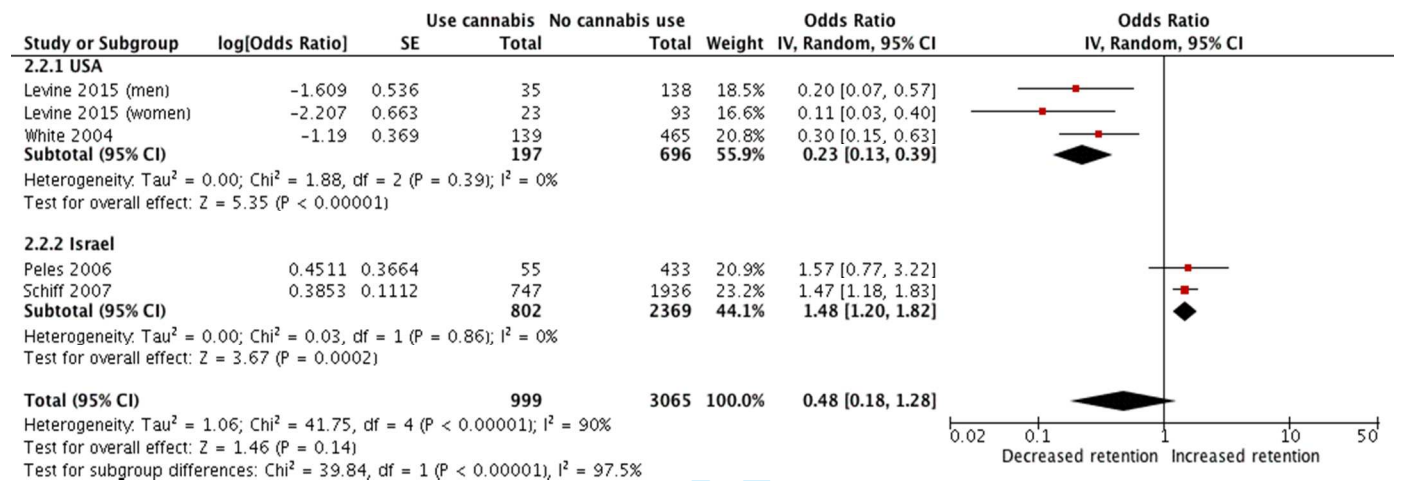 Use cannabis No cannabis use Odds Ratio Odds Ratio
Study or Subgroup log[Odds Ratio] SE Total Total Weight IV, Random, 95% CI IV, Random, 95% CI
2.2.1 USA
Levine 2015 (men) −1.609 0.536 35 138 18.5% 0.20 [0.07, 0.57]
Levine 2015 (women) −2.207 0.663 23 93 16.6% 0.11 [0.03, 0.40]
White 2004 −1.19 0.369 139 465 20.8% 0.30 [0.15, 0.63]
Subtotal (95% CI) 197 696 55.9% 0.23 [0.13, 0.39]
Heterogeneity: Tau² = 0.00; Chi² = 1.88, df = 2 (P = 0.39); I² = 0%
Test for overall effect: Z = 5.35 (P < 0.00001)
2.2.2 Israel
Peles 2006 0.4511 0.3664 55 433 20.9% 1.57 [0.77, 3.22]
Schiff 2007 0.3853 0.1112 747 1936 23.2% 1.47 [1.18, 1.83]
Subtotal (95% CI) 802 2369 44.1% 1.48 [1.20, 1.82]
Heterogeneity: Tau² = 0.00; Chi² = 0.03, df = 1 (P = 0.86); I² = 0%
Test for overall effect: Z = 3.67 (P = 0.0002)
Total (95% CI) 999 3065 100.0% 0.48 [0.18, 1.28]
Heterogeneity: Tau² = 1.06; Chi² = 41.75, df = 4 (P < 0.00001); I² = 90%
Test for overall effect: Z = 1.46 (P = 0.14)
Test for subgroup differences: Chi² = 39.84, df = 1 (P < 0.00001), I² = 97.5%
0.02 0.1 1 10 50
Decreased retention Increased retention